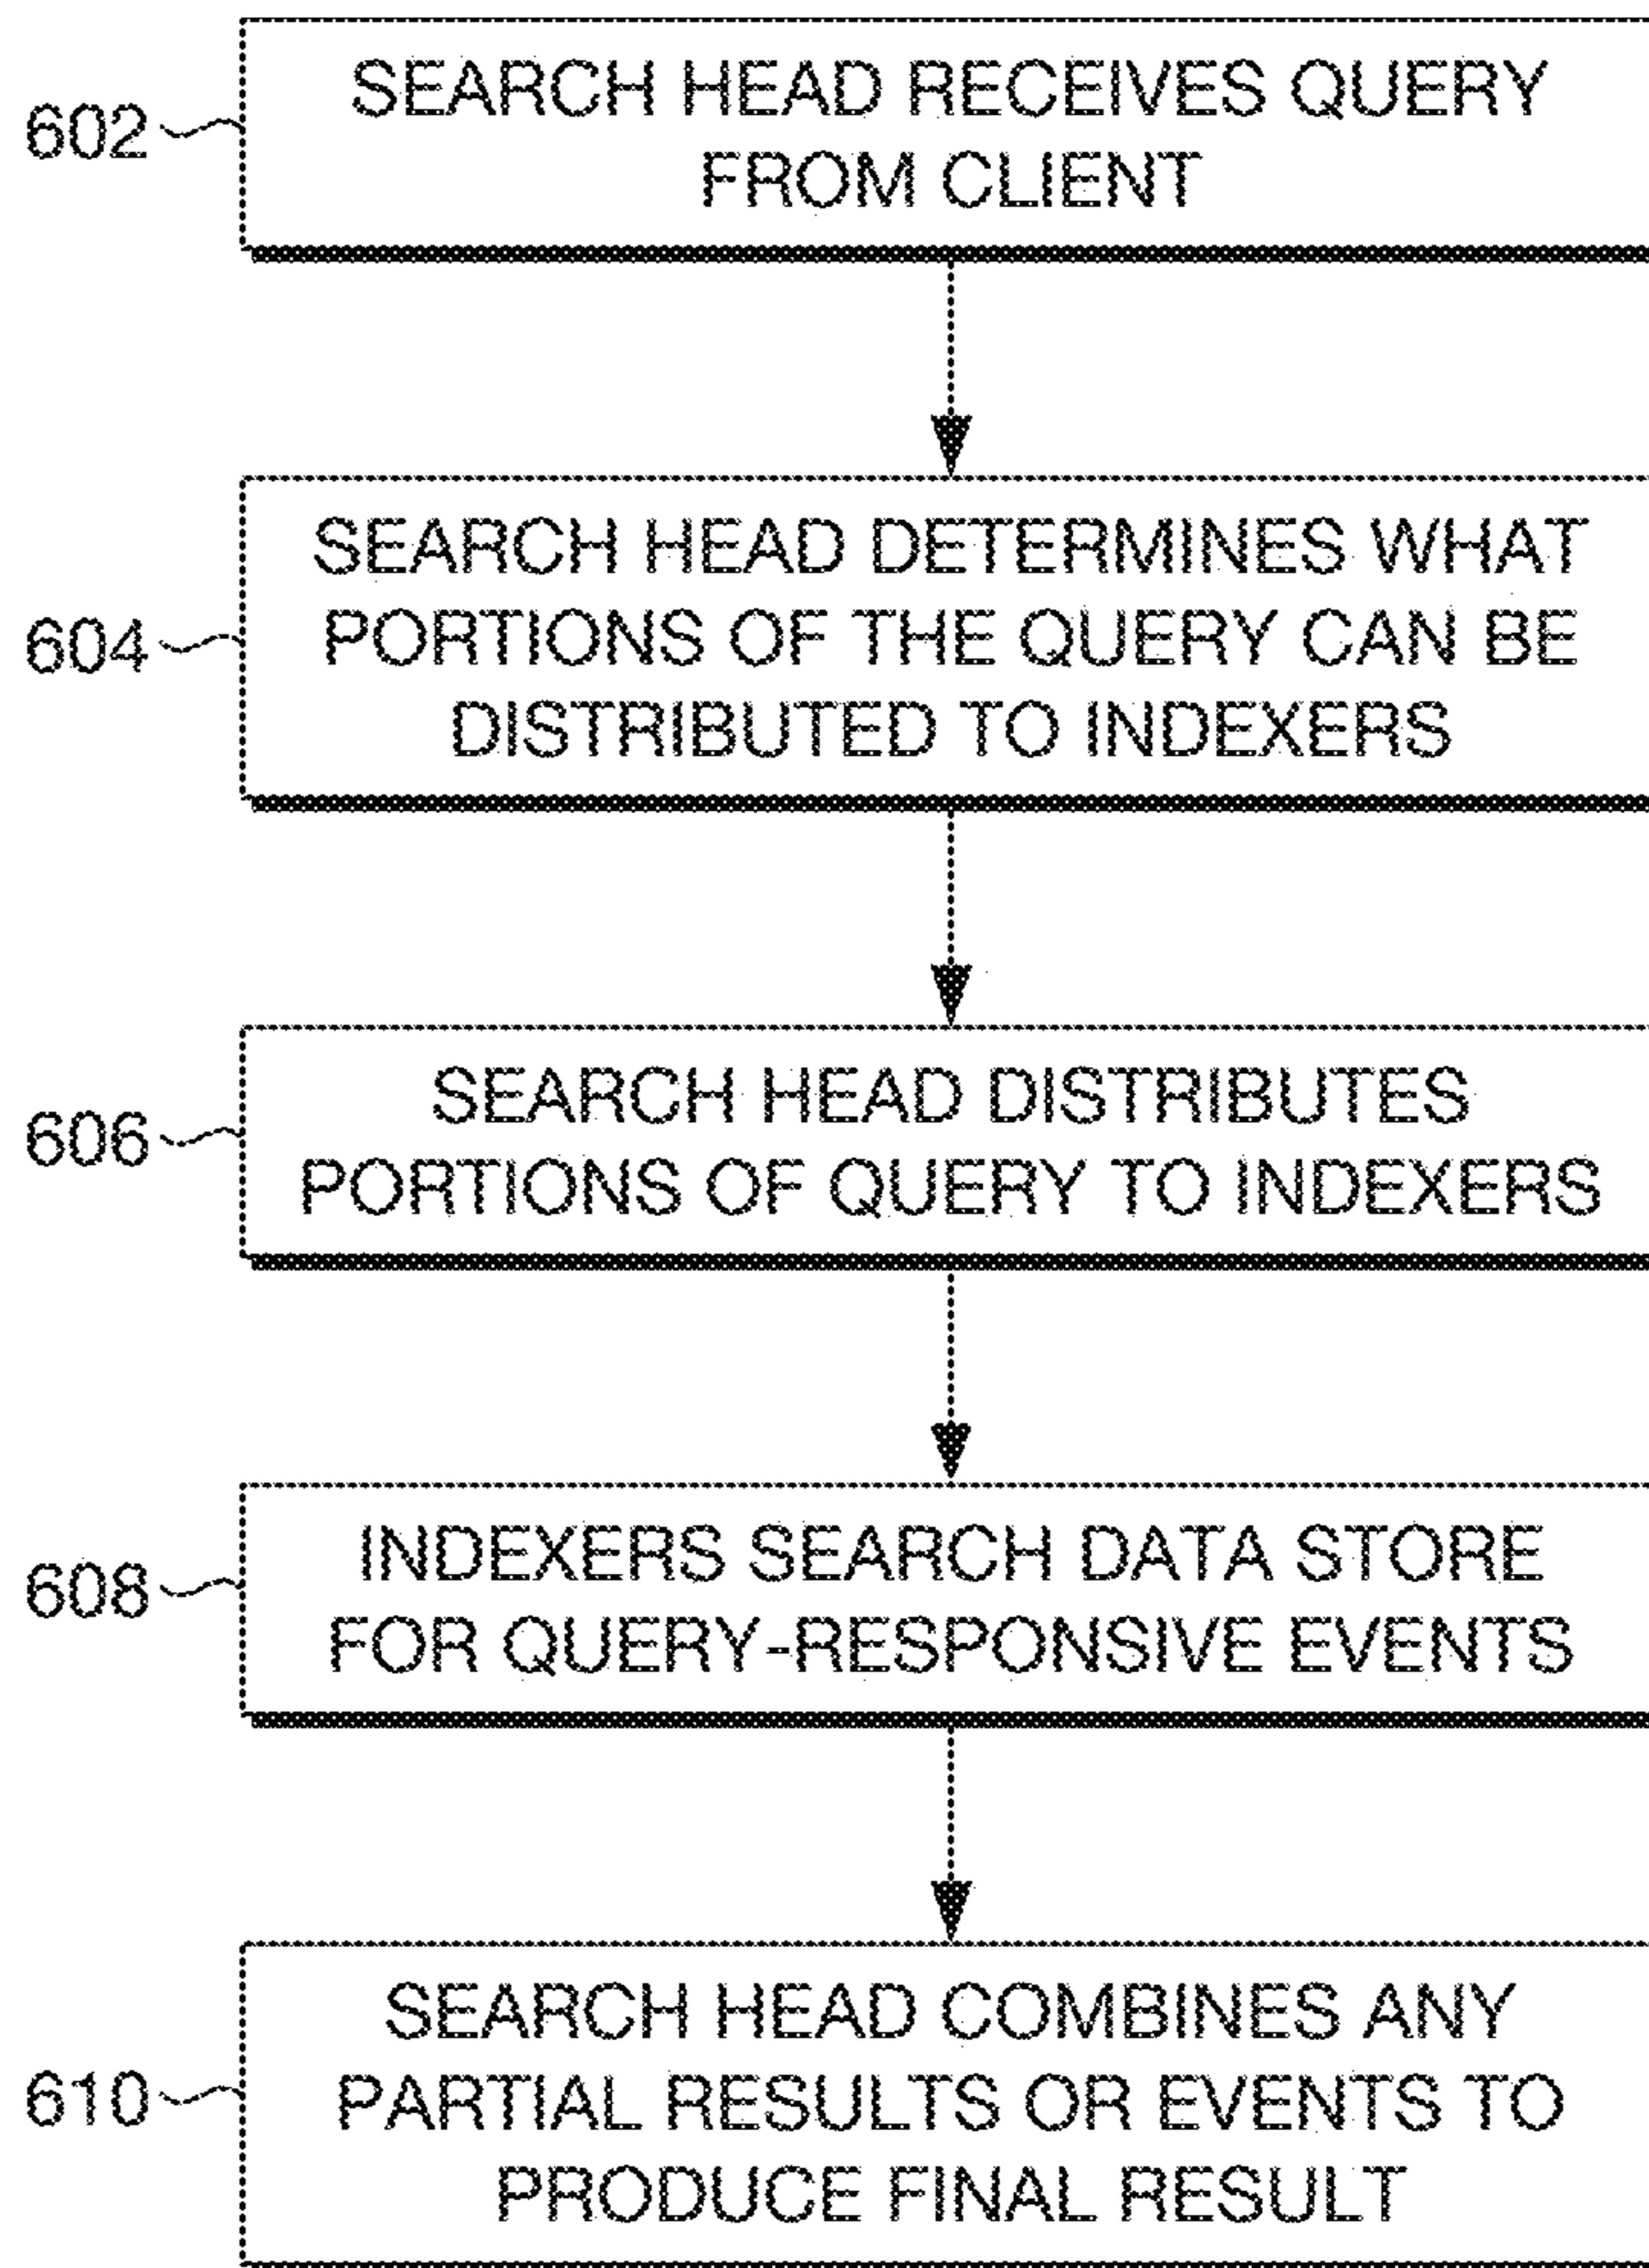 602
SEARCH HEAD RECEIVES QUERY
FROM CLIENT
604
SEARCH HEAD DETERMINES WHAT
PORTIONS OF THE QUERY CAN BE
DISTRIBUTED TO INDEXERS
606
SEARCH HEAD DISTRIBUTES
PORTIONS OF QUERY TO INDEXERS
608
INDEXERS SEARCH DATA STORE
FOR QUERY-RESPONSIVE EVENTS
610
SEARCH HEAD COMBINES ANY
PARTIAL RESULTS OR EVENTS TO
PRODUCE FINAL RESULT